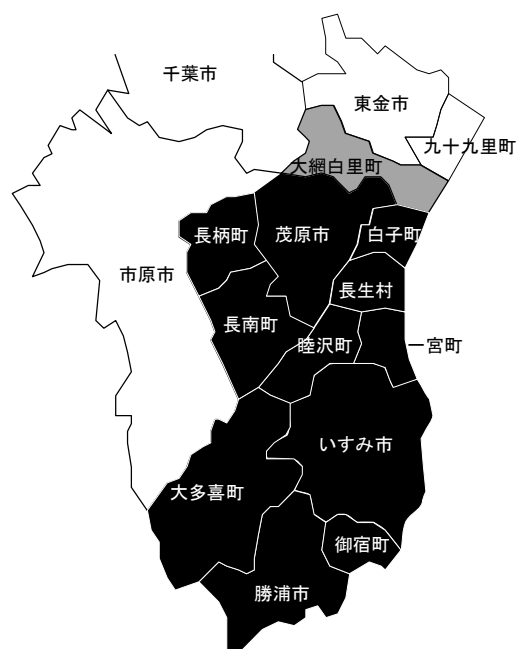 千葉市
東金市
九十九里町
大網白里町
長柄町
茂原市
白子町
市原市
長生村
長南町
睦沢町
一宮町
いすみ市
大多喜町
御宿町
勝浦市